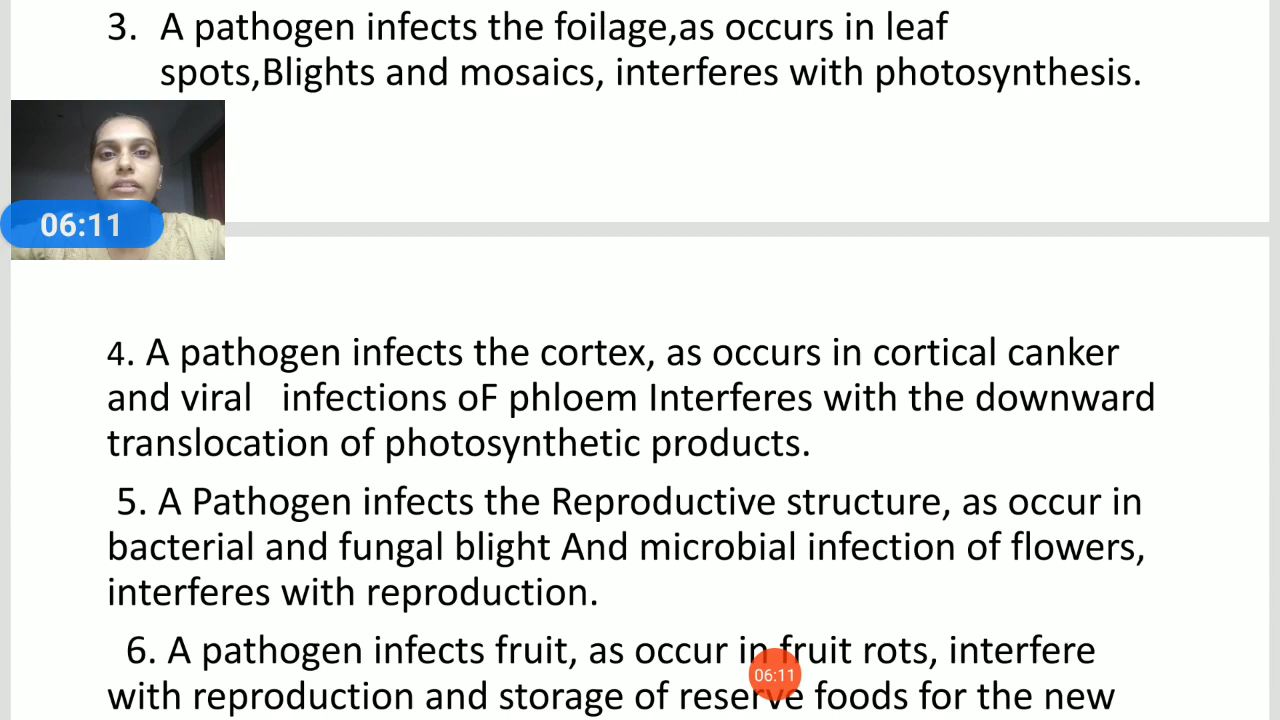 3. A pathogen infects the foilage,as occurs in leaf
spots,Blights and mosaics, interferes with photosynthesis.
06:11
4. A pathogen infects the cortex, as occurs in cortical canker
and viral infections oF phloem Interferes with the downward
translocation of photosynthetic products.
5. A Pathogen infects the Reproductive structure, as occur in
bacterial and fungal blight And microbial infection of flowers,
interferes with reproduction.
6. A pathogen infects fruit, as occur in fruit rots, interfere
06:11
with reproduction and storage of reserve foods for the new